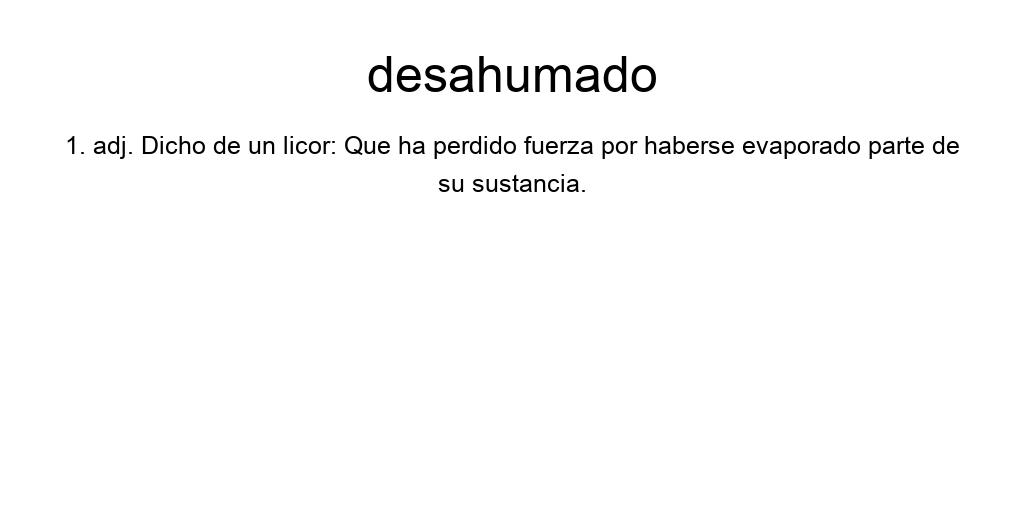 desahumado
1. adj. Dicho de un licor: Que ha perdido fuerza por haberse evaporado parte de
su sustancia.